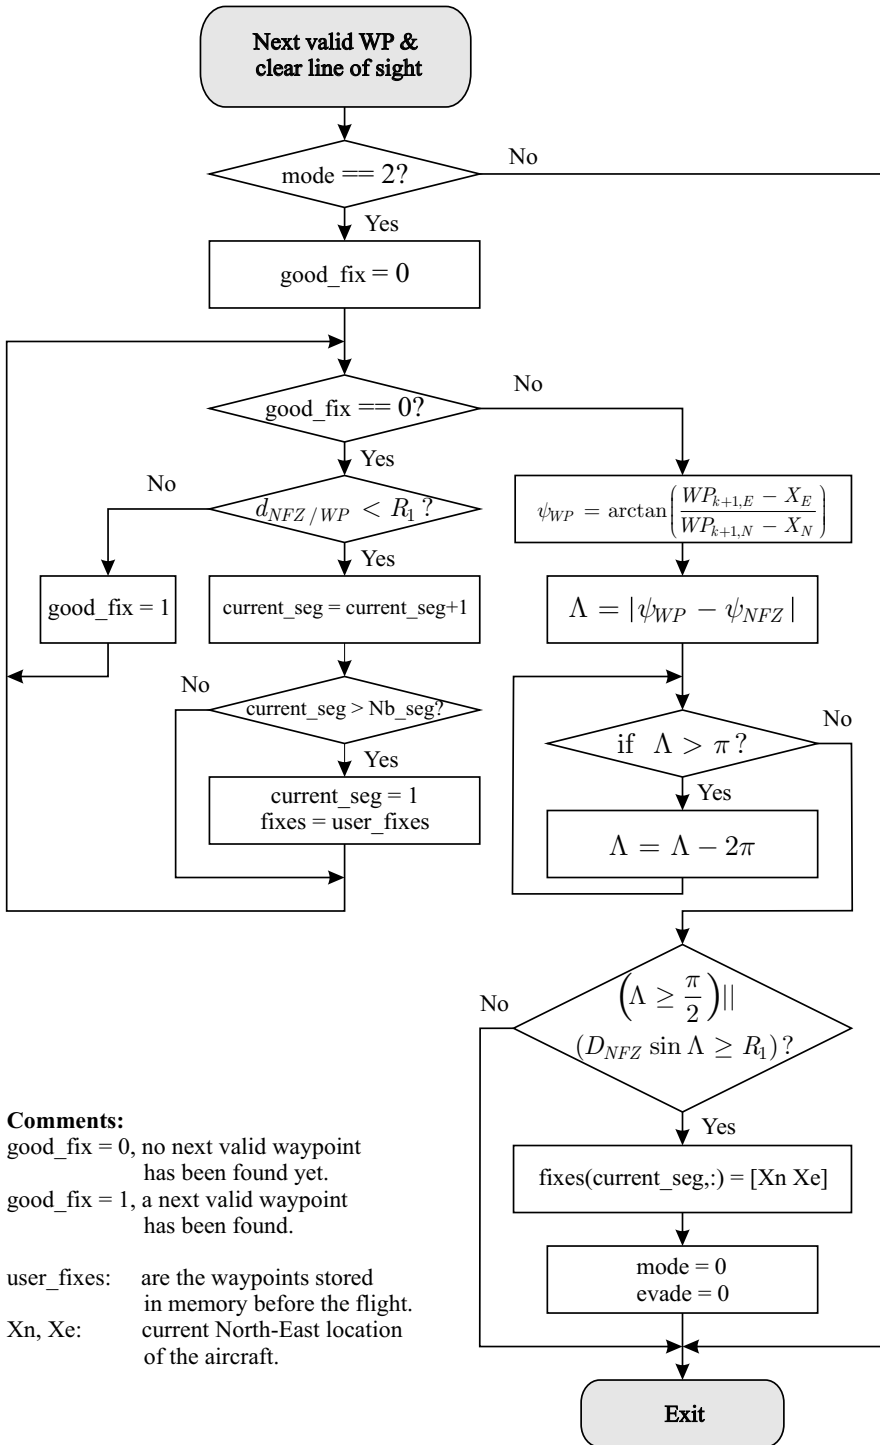 Next valid WP &
clear line of sight
mode == 2?
No
Yes
good_fix = 0
good_fix == 0?
No
Yes
d_{NFZ/WP} < R_1?
No
Yes
good_fix = 1
current_seg = current_seg+1
current_seg > Nb_seg?
No
Yes
current_seg = 1
fixes = user_fixes
ψ_{WP} = arctan((WP_{k+1,E} − X_E)/(WP_{k+1,N} − X_N))
Λ = |ψ_{WP} − ψ_{NFZ}|
if Λ > π?
No
Yes
Λ = Λ − 2π
(Λ ≥ π/2)||
(D_{NFZ} sin Λ ≥ R_1)?
No
Yes
fixes(current_seg,:) = [Xn Xe]
mode = 0
evade = 0
Exit
Comments:
good_fix = 0, no next valid waypoint
has been found yet.
good_fix = 1, a next valid waypoint
has been found.
user_fixes: are the waypoints stored
in memory before the flight.
Xn, Xe: current North-East location
of the aircraft.